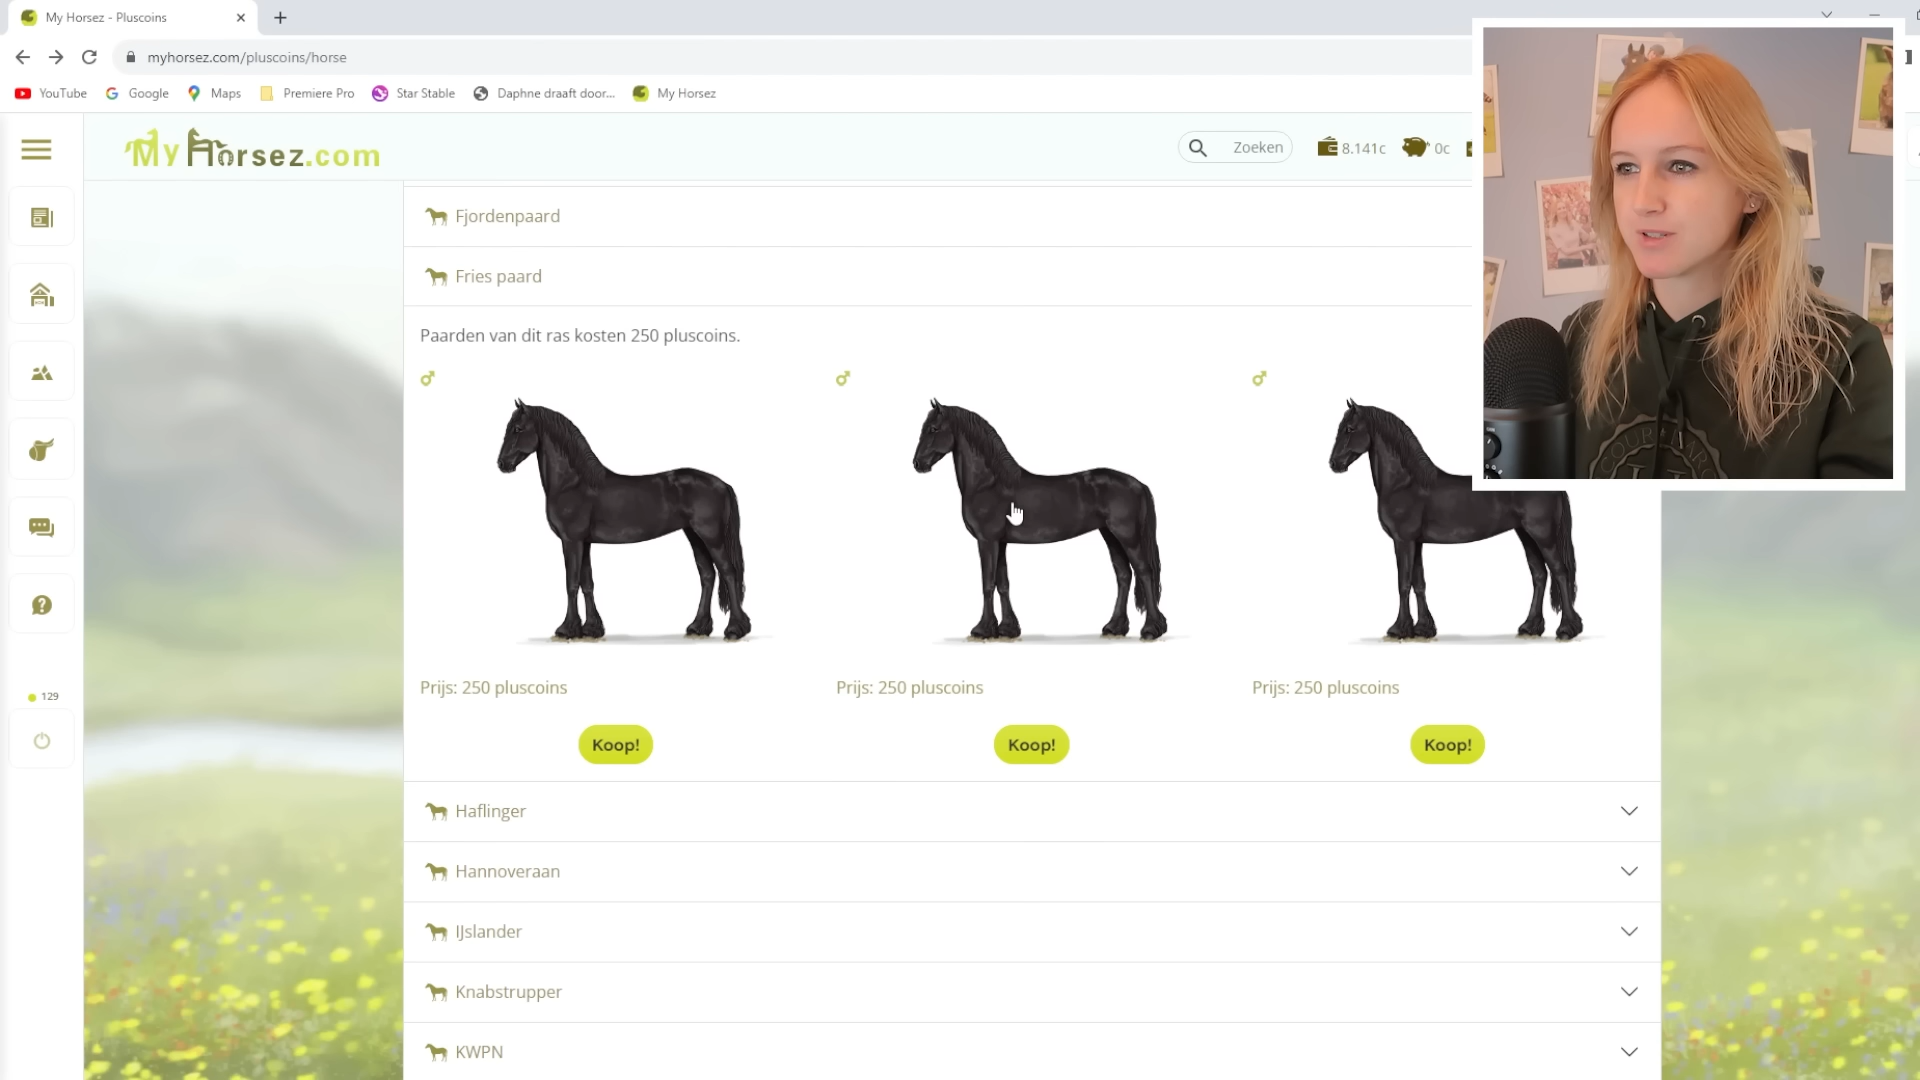 My Horsez - Pluscoins
myhorsez.com/pluscoins/horse
YouTube Google Maps Premiere Pro Star Stable Daphne draaft door... My Horsez
My Horsez.com
Zoeken 8.141c 0c
Fjordenpaard
Fries paard
Paarden van dit ras kosten 250 pluscoins.
Prijs: 250 pluscoins Prijs: 250 pluscoins Prijs: 250 pluscoins
129
Koop! Koop! Koop!
Haflinger
Hannoveraan
IJslander
Knabstrupper
KWPN